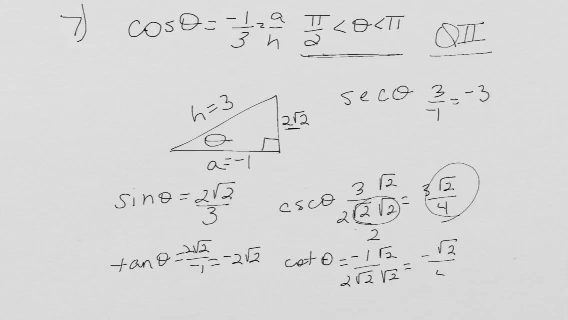 7) cosθ = -1/3 = a/h  π/2 < θ < π  QII
h=3  2√2  secθ 3/-1 = -3
θ
a=-1
sinθ = 2√2/3  cscθ 3 √2/2√2 √2 = 3√2/4
2
tanθ = 2√2/-1 = -2√2  cotθ = -1 √2/2√2 √2 = -√2/4